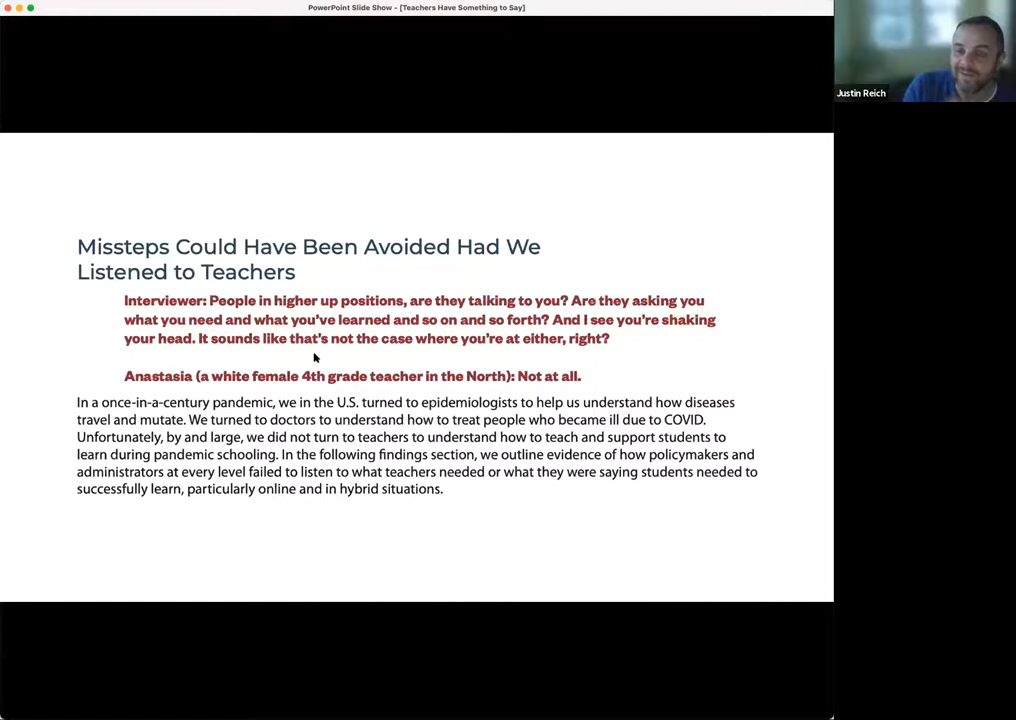 PowerPoint Slide Show - [Teachers Have Something to Say]
Justin Reich
Missteps Could Have Been Avoided Had We
Listened to Teachers
Interviewer: People in higher up positions, are they talking to you? Are they asking you
what you need and what you've learned and so on and so forth? And I see you're shaking
your head. It sounds like that's not the case where you're at either, right?
Anastasia (a white female 4th grade teacher in the North): Not at all.
In a once-in-a-century pandemic, we in the U.S. turned to epidemiologists to help us understand how diseases
travel and mutate. We turned to doctors to understand how to treat people who became ill due to COVID.
Unfortunately, by and large, we did not turn to teachers to understand how to teach and support students to
learn during pandemic schooling. In the following findings section, we outline evidence of how policymakers and
administrators at every level failed to listen to what teachers needed or what they were saying students needed to
successfully learn, particularly online and in hybrid situations.